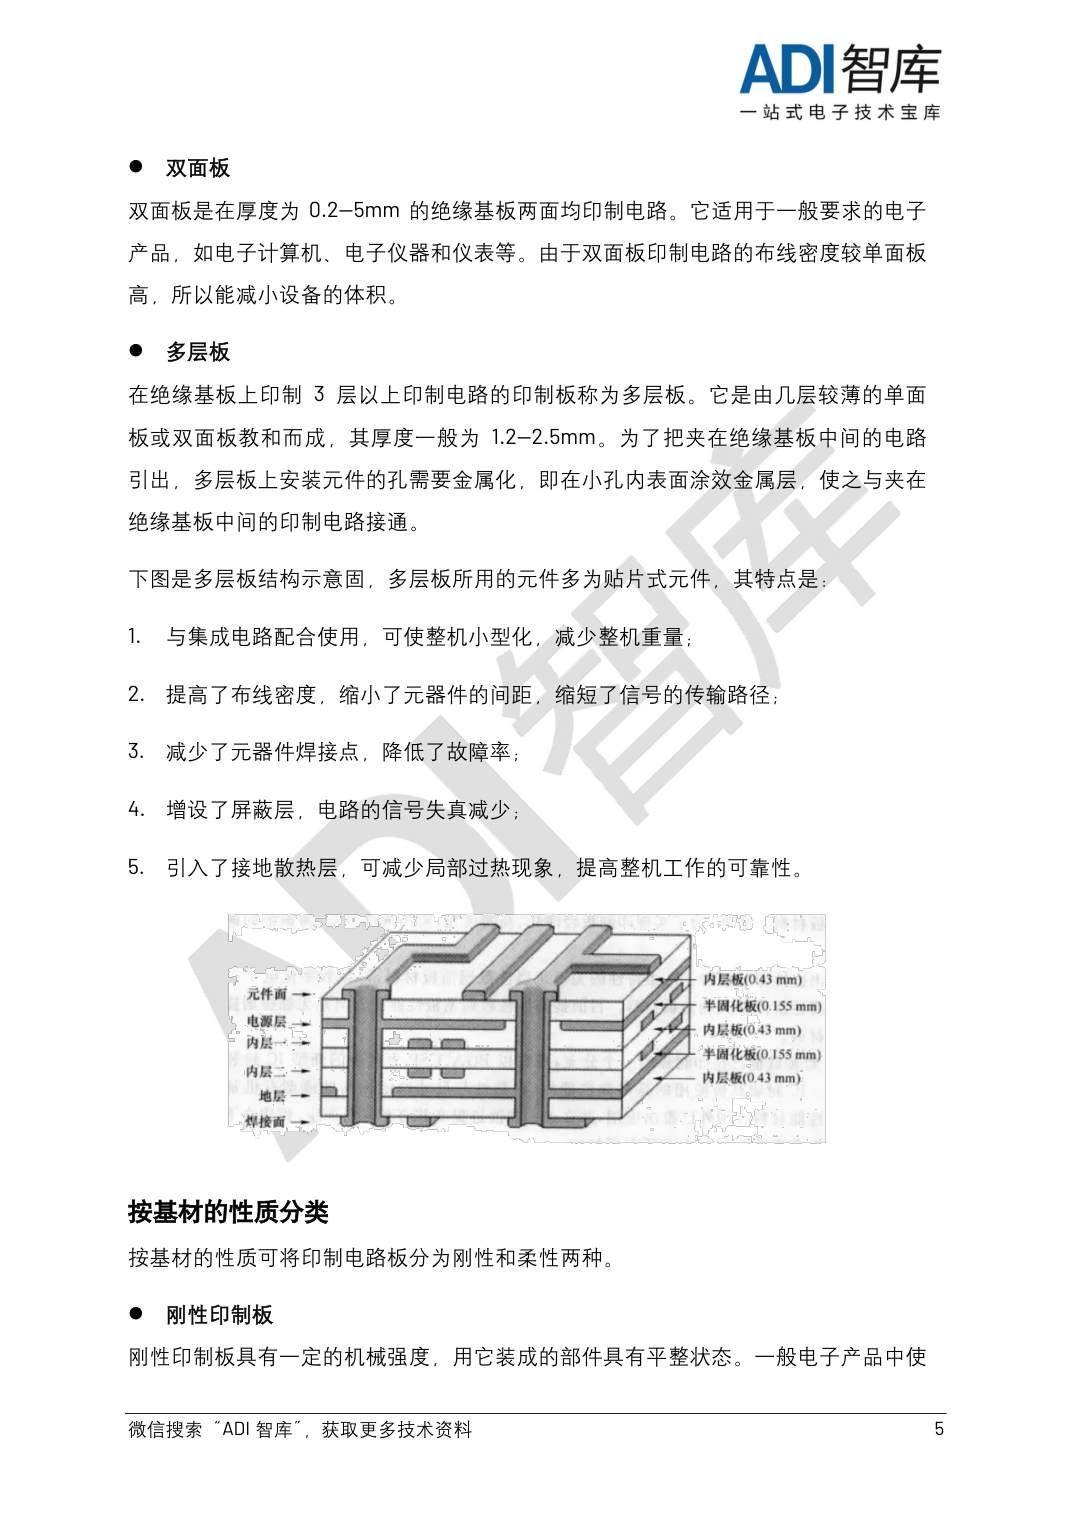 ADI智库
一站式电子技术宝库
● 双面板
双面板是在厚度为 0.2—5mm 的绝缘基板两面均印制电路。它适用于一般要求的电子
产品，如电子计算机、电子仪器和仪表等。由于双面板印制电路的布线密度较单面板
高，所以能减小设备的体积。
● 多层板
在绝缘基板上印制 3 层以上印制电路的印制板称为多层板。它是由几层较薄的单面
板或双面板教和而成，其厚度一般为 1.2—2.5mm。为了把夹在绝缘基板中间的电路
引出，多层板上安装元件的孔需要金属化，即在小孔内表面涂效金属层，使之与夹在
绝缘基板中间的印制电路接通。
下图是多层板结构示意固，多层板所用的元件多为贴片式元件，其特点是：
1. 与集成电路配合使用，可使整机小型化，减少整机重量；
2. 提高了布线密度，缩小了元器件的间距，缩短了信号的传输路径；
3. 减少了元器件焊接点，降低了故障率；
4. 增设了屏蔽层，电路的信号失真减少；
5. 引入了接地散热层，可减少局部过热现象，提高整机工作的可靠性。
元件面
电源层
内层一
内层二
地层
焊接面
内层板(0.43 mm)
半固化板(0.155 mm)
内层板(0.43 mm)
半固化板(0.155 mm)
内层板(0.43 mm)
ADI智库
按基材的性质分类
按基材的性质可将印制电路板分为刚性和柔性两种。
● 刚性印制板
刚性印制板具有一定的机械强度，用它装成的部件具有平整状态。一般电子产品中使
微信搜索“ADI 智库”，获取更多技术资料 5